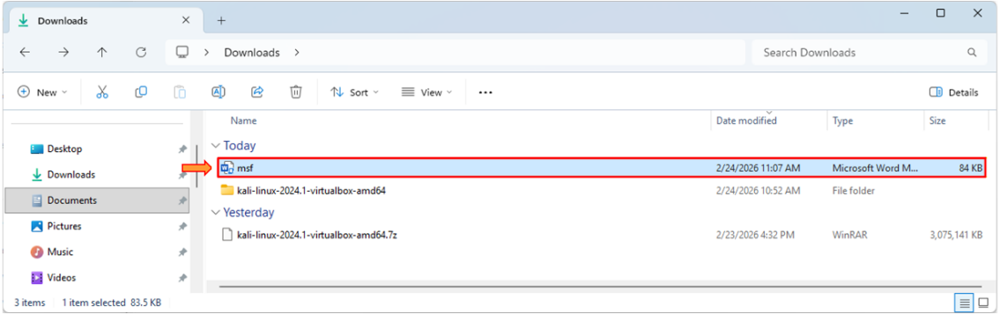 Downloads
Downloads
Search Downloads
New
Sort
View
Details
Name Date modified Type Size
Desktop
Downloads
Documents
Pictures
Music
Videos
Today
msf 2/24/2026 11:07 AM Microsoft Word M... 84 KB
kali-linux-2024.1-virtualbox-amd64 2/24/2026 10:52 AM File folder
Yesterday
kali-linux-2024.1-virtualbox-amd64.7z 2/23/2026 4:32 PM WinRAR 3,075,141 KB
3 items 1 item selected 83.5 KB